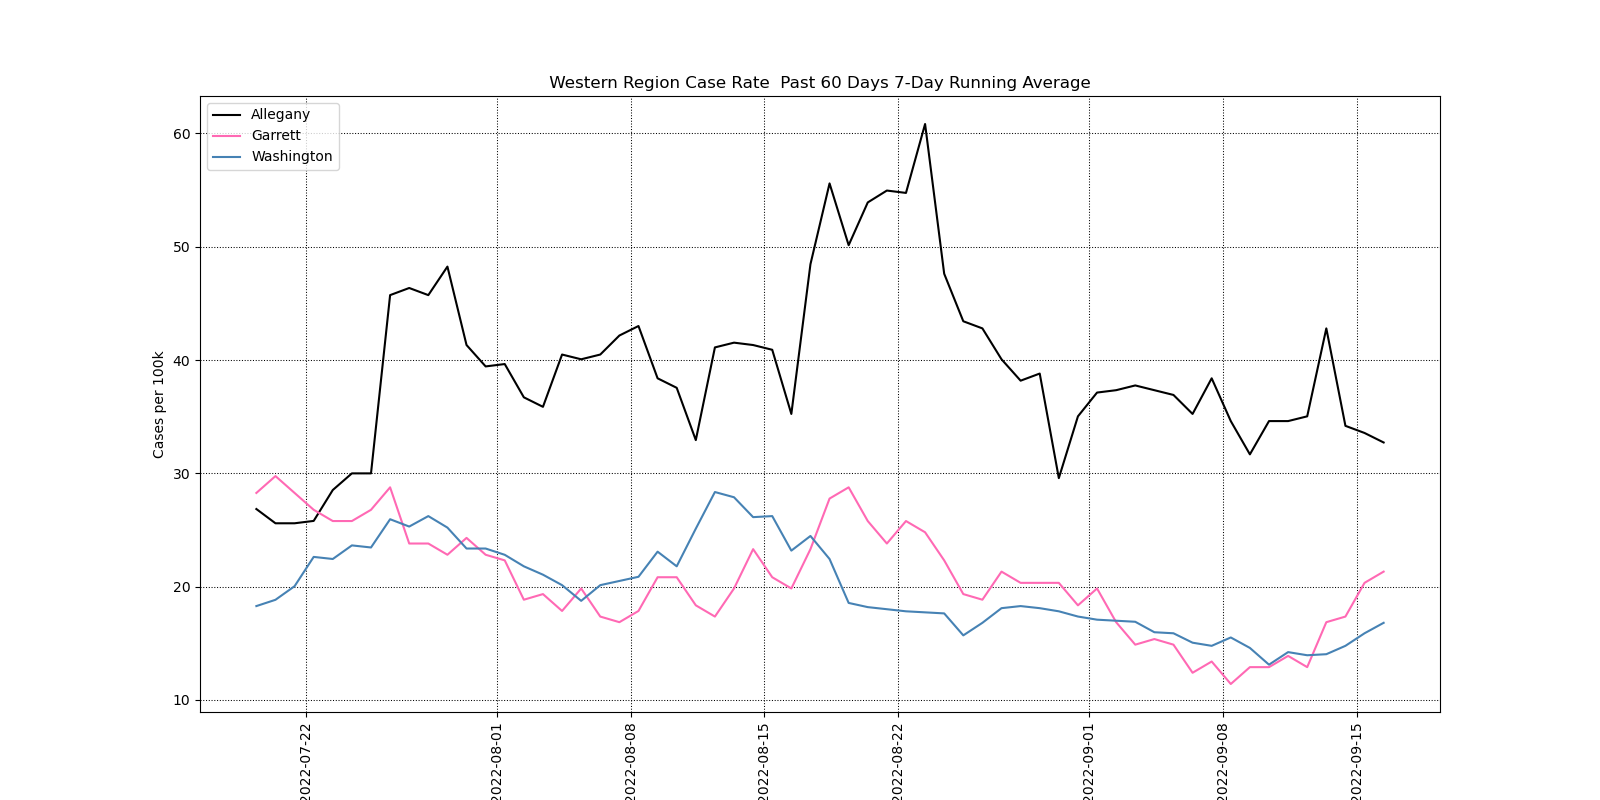 Western Region Case Rate  Past 60 Days 7-Day Running Average
Allegany
Garrett
Washington
Cases per 100k
60
50
40
30
20
10
2022-07-22
2022-08-01
2022-08-08
2022-08-15
2022-08-22
2022-09-01
2022-09-08
2022-09-15